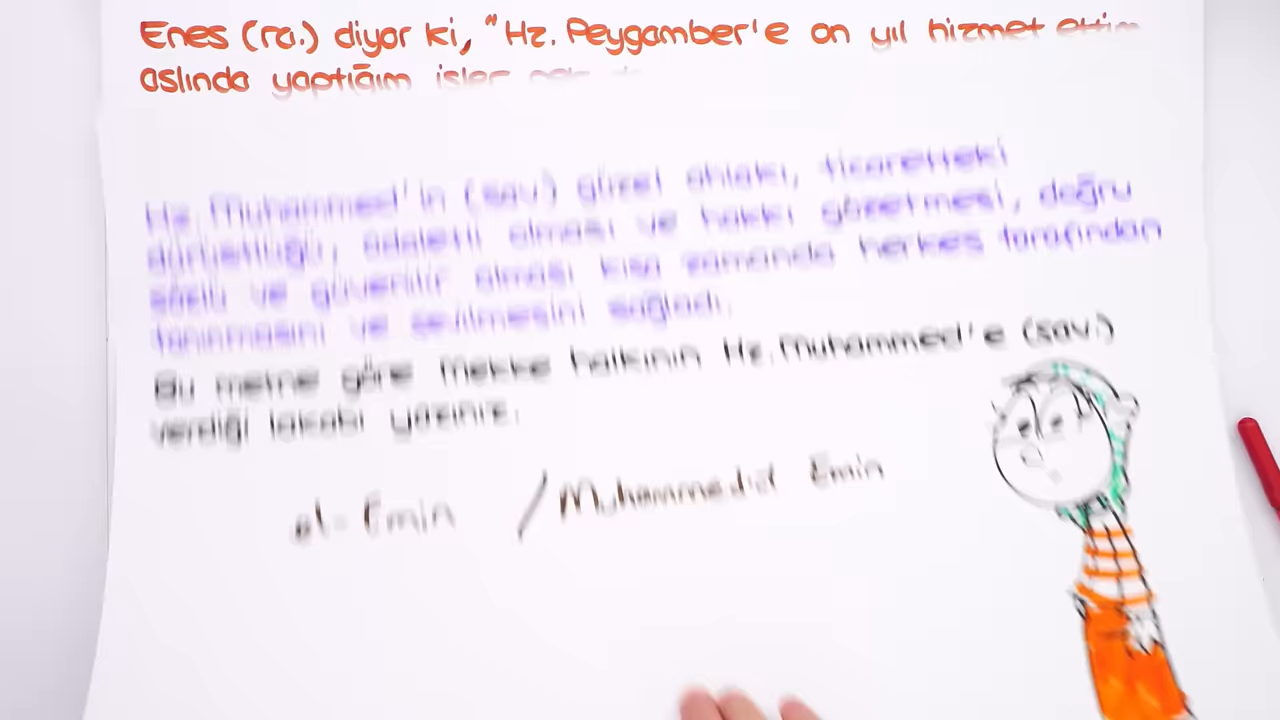 Enes (ra.) diyor ki, "Hz. Peygamber'e on yıl hizmet ettim
aslında yaptığım işler
Hz. Muhammed'in (sav) güzel ahlakı, ticaretteki
dürüstlüğü, adaletli olması ve hakkı gözetmesi, doğru
sözlü ve güvenilir olması kısa zamanda herkes tarafından
tanınmasını ve sevilmesini sağladı.
Bu metne göre Mekke halkının Hz. Muhammed'e (sav.)
verdiği lakabı yazınız.
el-Emin / Muhammedü'l Emin